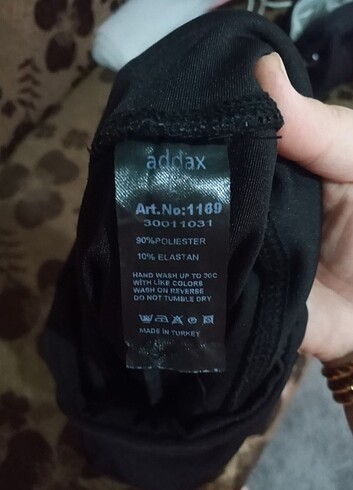 addax
Art.No:1169
30011031
90%POLIESTER
10% ELASTAN
HAND WASH UP TO 30C
WITH LIKE COLORS
WASH ON REVERSE
DO NOT TUMBLE DRY
MADE IN TURKEY